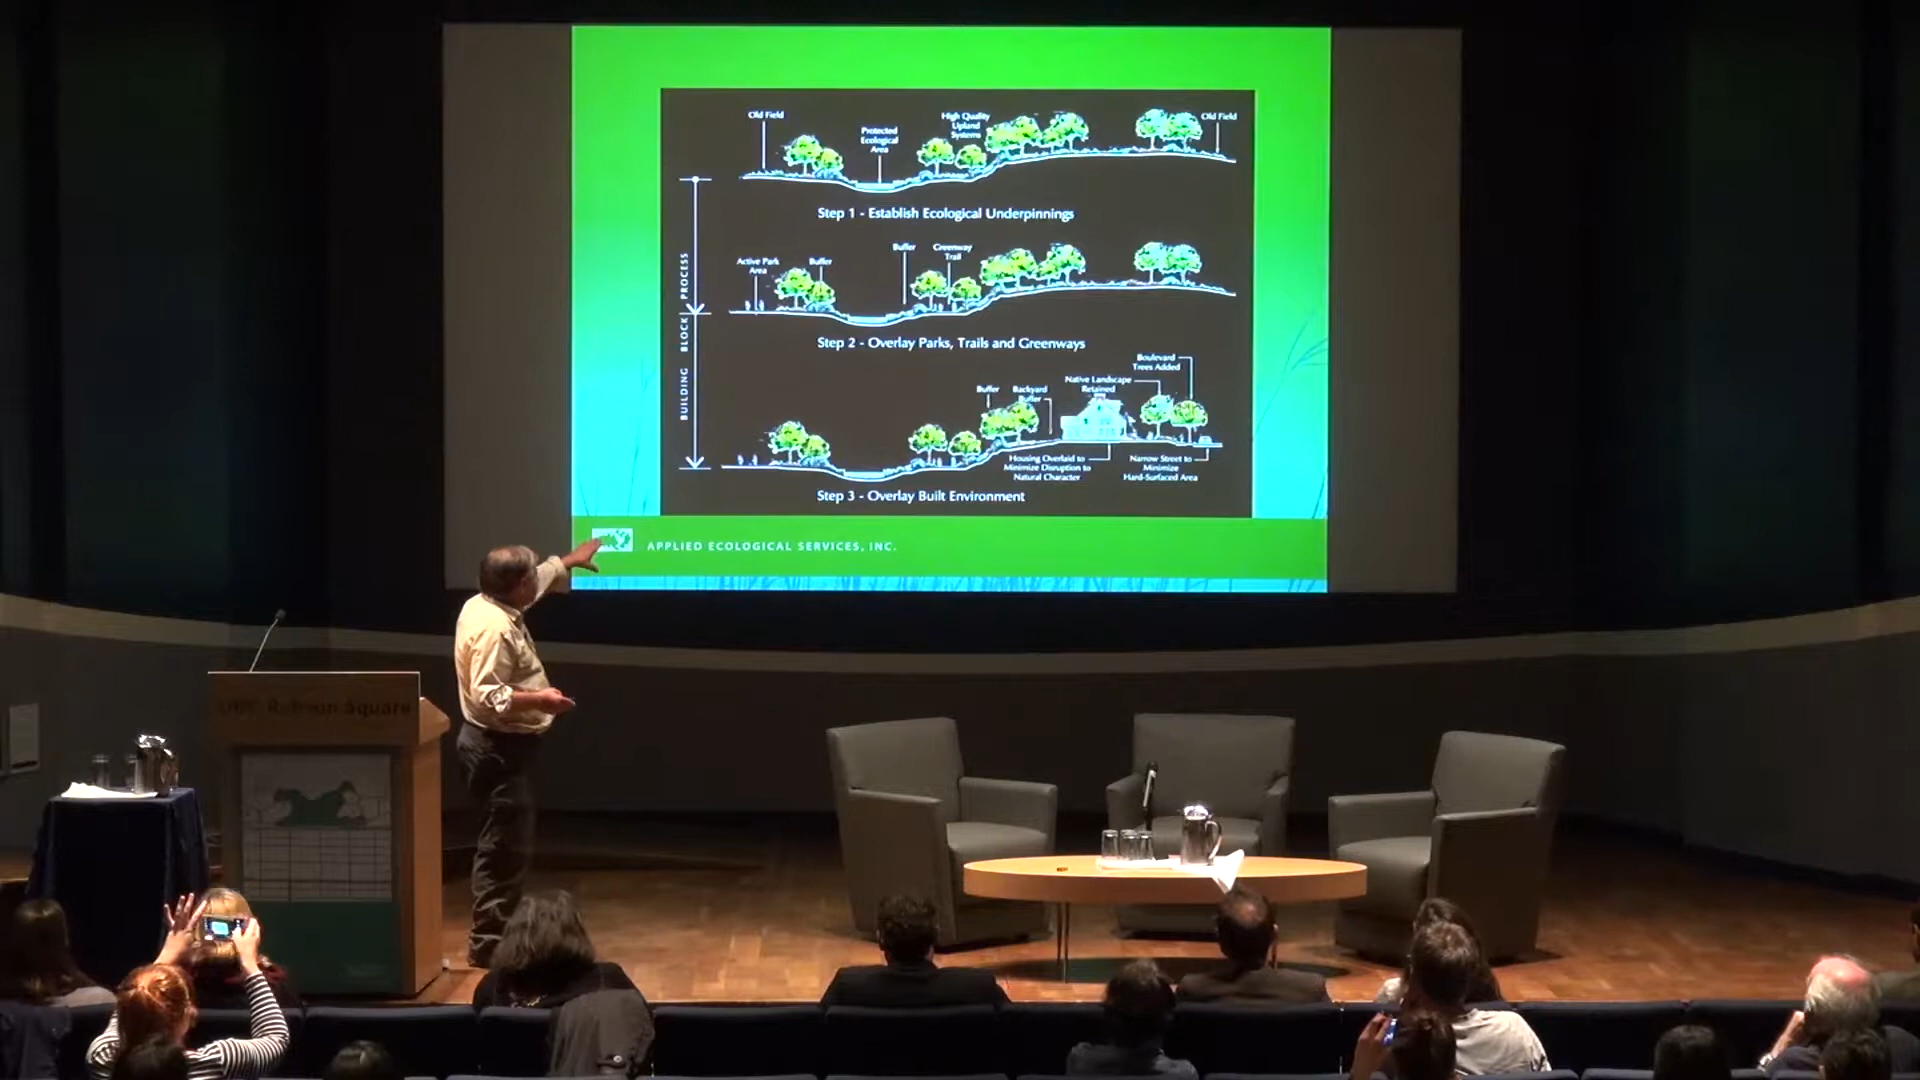 Old Field
Protected
Ecological
Area
High Quality
Upland
Systems
Old Field
Step 1 - Establish Ecological Underpinnings
Active Park
Area
Buffer
Buffer
Greenway
Trail
Step 2 - Overlay Parks, Trails and Greenways
Buffer
Backyard
Buffer
Native Landscape
Retained
Boulevard
Trees Added
Housing Overlaid to
Minimize Disruption to
Natural Character
Narrow Street to
Minimize
Hard-Surfaced Area
Step 3 - Overlay Built Environment
BUILDING BLOCK PROCESS
APPLIED ECOLOGICAL SERVICES, INC.
UBC Robson Square